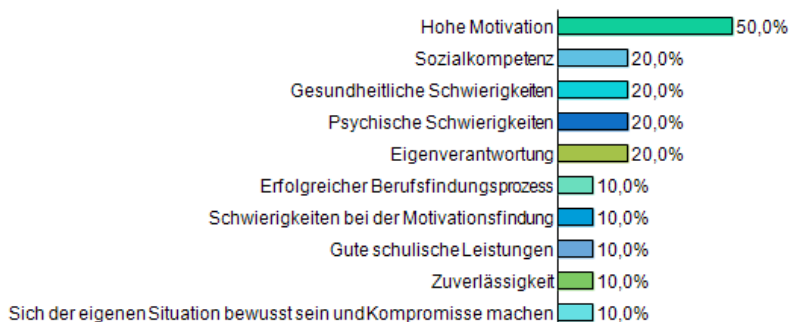 Hohe Motivation 50,0%
Sozialkompetenz 20,0%
Gesundheitliche Schwierigkeiten 20,0%
Psychische Schwierigkeiten 20,0%
Eigenverantwortung 20,0%
Erfolgreicher Berufsfindungsprozess 10,0%
Schwierigkeiten bei der Motivationsfindung 10,0%
Gute schulische Leistungen 10,0%
Zuverlässigkeit 10,0%
Sich der eigenen Situation bewusst sein und Kompromisse machen 10,0%